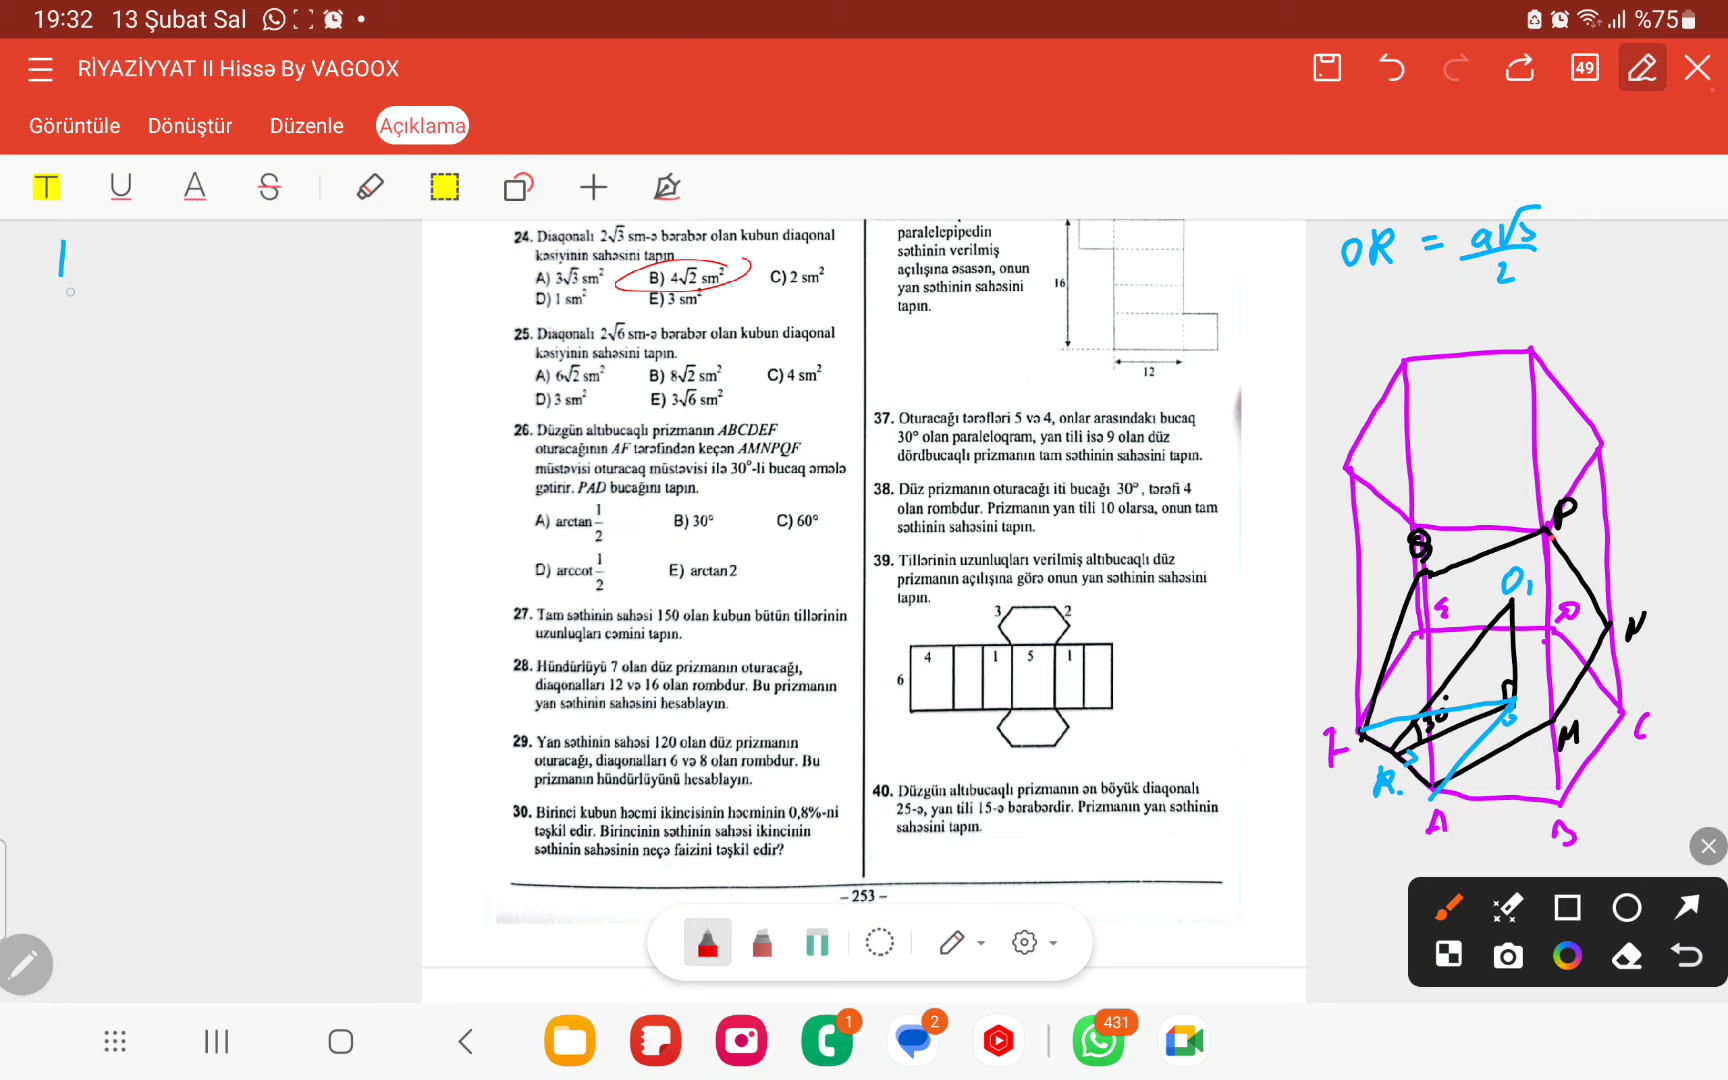 19:32 13 Şubat Sal
%75
RİYAZİYYAT II Hissə By VAGOOX
49
Görüntüle Dönüştür Düzenle Açıklama
24. Diaqonalı 2√3 sm-ə bərabər olan kubun diaqonal
kəsiyinin sahəsini tapın.
A) 3√3 sm² B) 4√2 sm² C) 2 sm²
D) 1 sm² E) 3 sm²
25. Diaqonalı 2√6 sm-ə bərabər olan kubun diaqonal
kəsiyinin sahəsini tapın.
A) 6√2 sm² B) 8√2 sm² C) 4 sm²
D) 3 sm² E) 3√6 sm²
26. Düzgün altıbucaqlı prizmanın ABCDEF
oturacağının AF tərəfindən keçən AMNPQF
müstəvisi oturacaq müstəvisi ilə 30°-li bucaq əmələ
gətirir. PAD bucağını tapın.
A) arctan 1/2 B) 30° C) 60°
D) arccot 1/2 E) arctan2
27. Tam səthinin sahəsi 150 olan kubun bütün tillərinin
uzunluqları cəmini tapın.
28. Hündürlüyü 7 olan düz prizmanın oturacağı,
diaqonalları 12 və 16 olan rombdur. Bu prizmanın
yan səthinin sahəsini hesablayın.
29. Yan səthinin sahəsi 120 olan düz prizmanın
oturacağı, diaqonalları 6 və 8 olan rombdur. Bu
prizmanın hündürlüyünü hesablayın.
30. Birinci kubun həcmi ikincisinin həcminin 0,8%-ni
təşkil edir. Birincinin səthinin sahəsi ikincinin
səthinin sahəsinin neçə faizini təşkil edir?
paralelepipedin
səthinin verilmiş
açılışına əsasən, onun
yan səthinin sahəsini
tapın.
16
12
37. Oturacağı tərəfləri 5 və 4, onlar arasındakı bucaq
30° olan paraleloqram, yan tili isə 9 olan düz
dördbucaqlı prizmanın tam səthinin sahəsini tapın.
38. Düz prizmanın oturacağı iti bucağı 30°, tərəfi 4
olan rombdur. Prizmanın yan tili 10 olarsa, onun tam
səthinin sahəsini tapın.
39. Tillərinin uzunluqları verilmiş altıbucaqlı düz
prizmanın açılışına görə onun yan səthinin sahəsini
tapın.
3 2
4 1 5 1
6
40. Düzgün altıbucaqlı prizmanın ən böyük diaqonalı
25-ə, yan tili 15-ə bərabərdir. Prizmanın yan səthinin
sahəsini tapın.
– 253 –
OR = a√3/2
P
O₁
N
30°
M
C
R
A
B
1
2
431